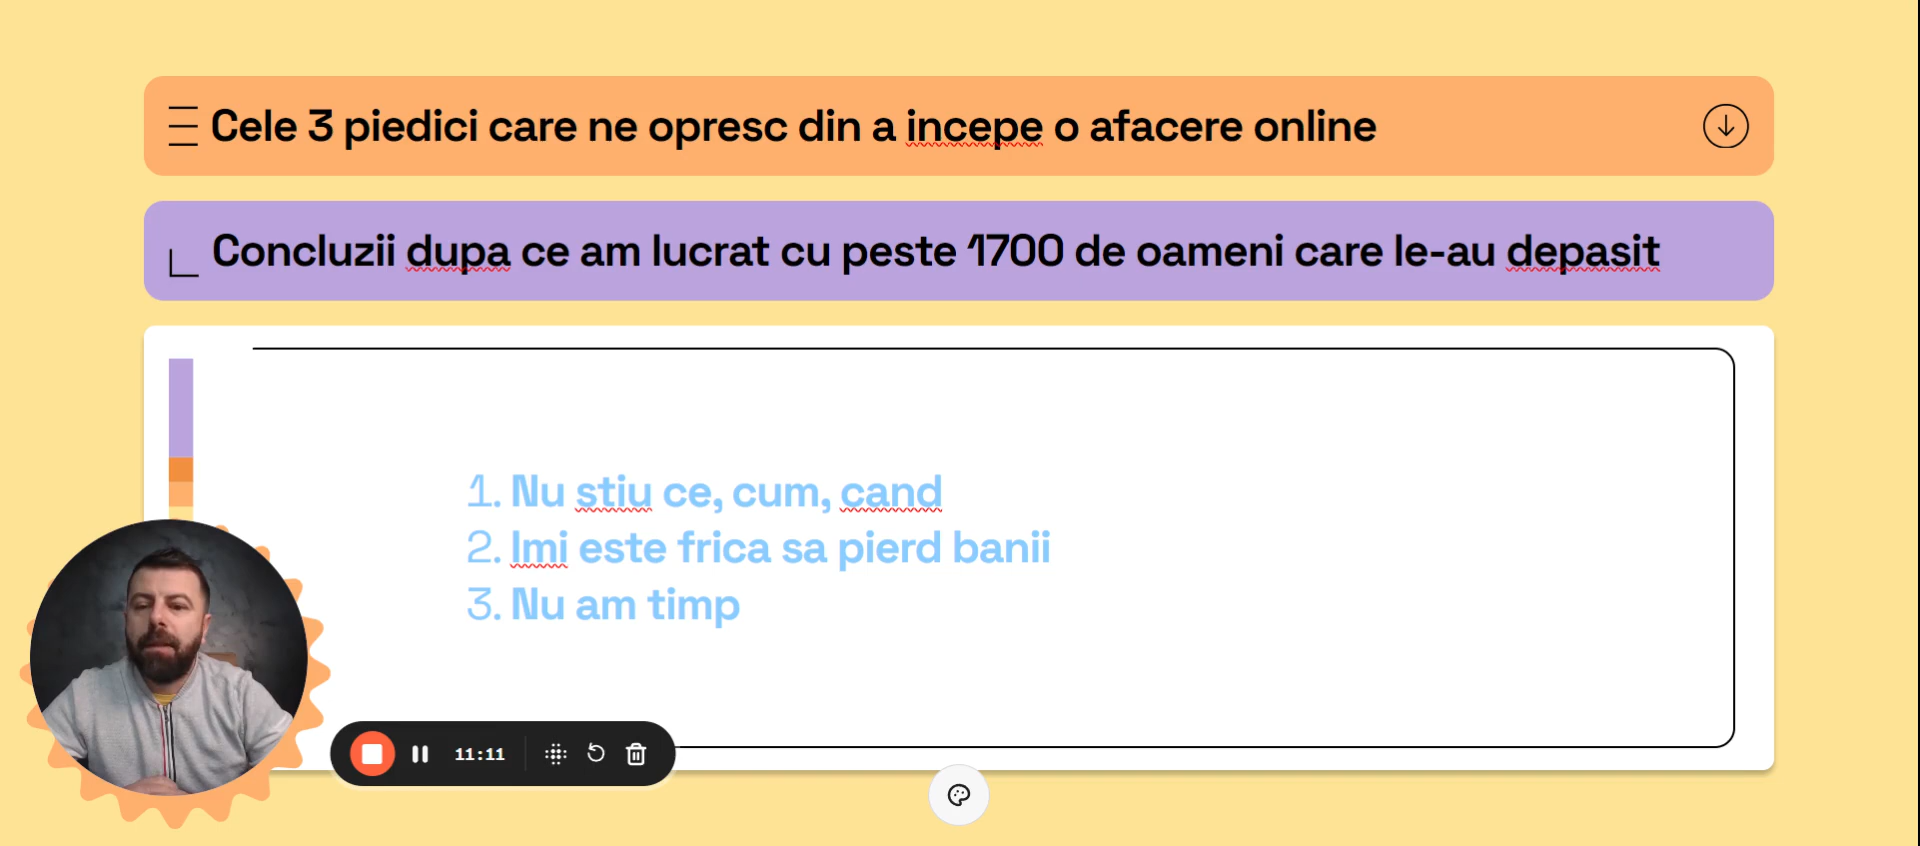 Cele 3 piedici care ne opresc din a incepe o afacere online
Concluzii dupa ce am lucrat cu peste 1700 de oameni care le-au depasit
1. Nu stiu ce, cum, cand
2. Imi este frica sa pierd banii
3. Nu am timp
11:11